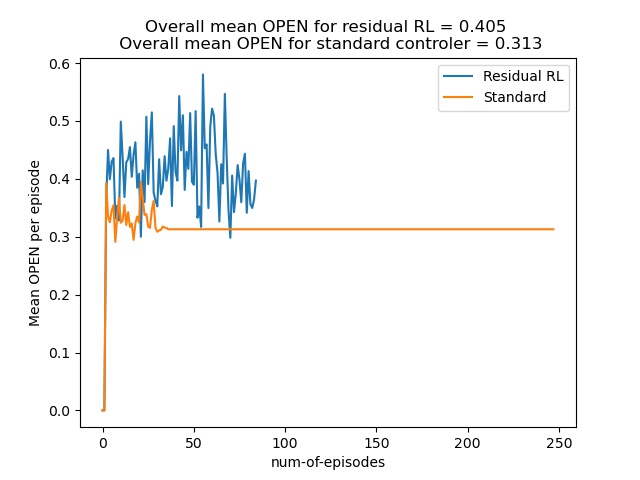 Overall mean OPEN for residual RL = 0.405
Overall mean OPEN for standard controler = 0.313
Residual RL
Standard
0.6
0.5
0.4
0.3
0.2
0.1
0.0
Mean OPEN per episode
0 50 100 150 200 250
num-of-episodes